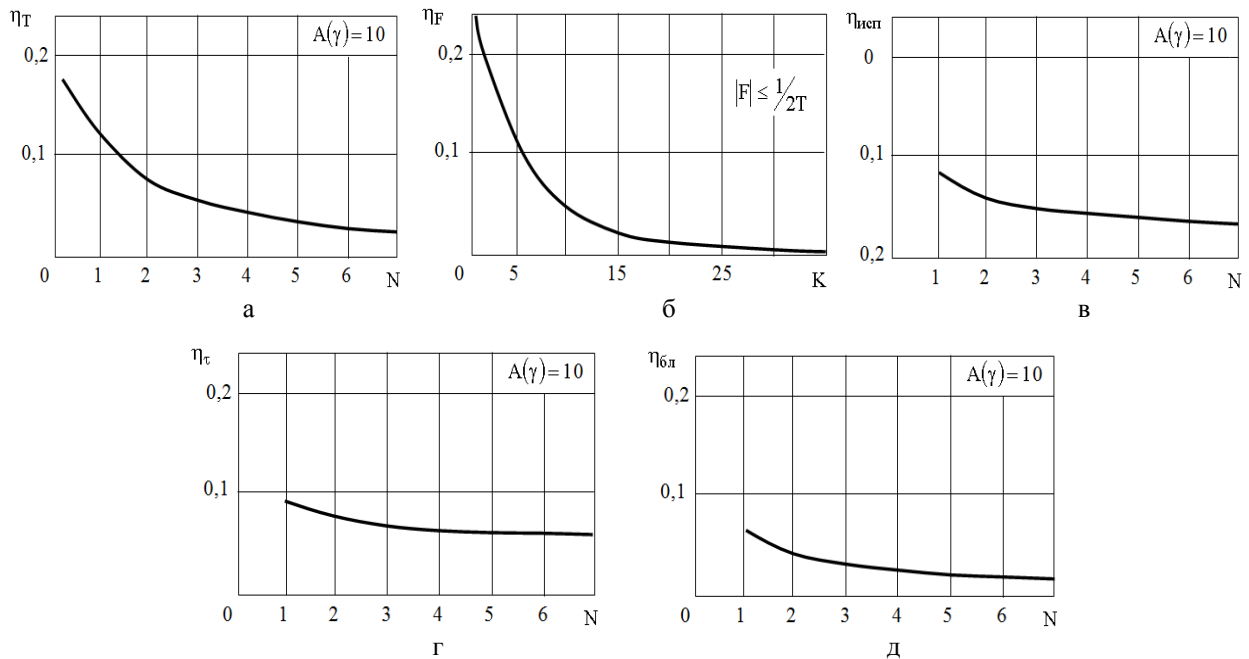 η_T
A(γ)=10
0,2
0,1
0 1 2 3 4 5 6 N
а
η_F
0,2
|F| ≤ 1/2T
0,1
0 5 15 25 K
б
η_исп
A(γ)=10
0
0,1
0,2
1 2 3 4 5 6 N
в
η_τ
A(γ)=10
0,2
0,1
0 1 2 3 4 5 6 N
г
η_бл
A(γ)=10
0,2
0,1
0 1 2 3 4 5 6 N
д